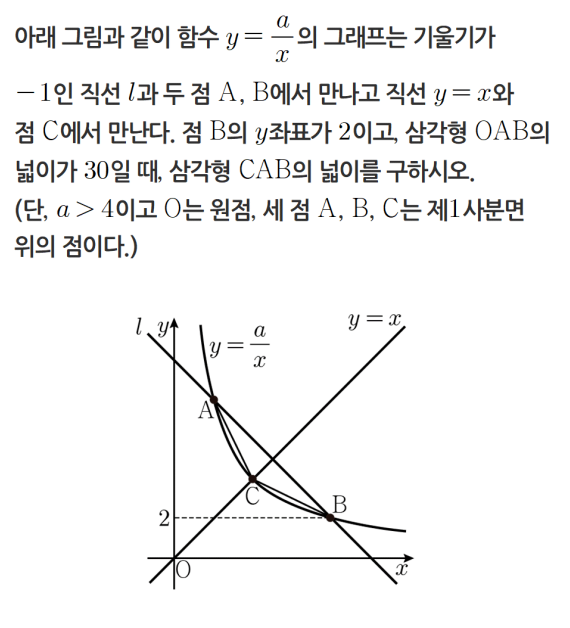 아래 그림과 같이 함수 y = a/x 의 그래프는 기울기가
−1인 직선 l과 두 점 A, B에서 만나고 직선 y = x와
점 C에서 만난다. 점 B의 y좌표가 2이고, 삼각형 OAB의
넓이가 30일 때, 삼각형 CAB의 넓이를 구하시오.
(단, a > 4이고 O는 원점, 세 점 A, B, C는 제1사분면
위의 점이다.)
l y y = x
y = a/x
A
C B
2
O x